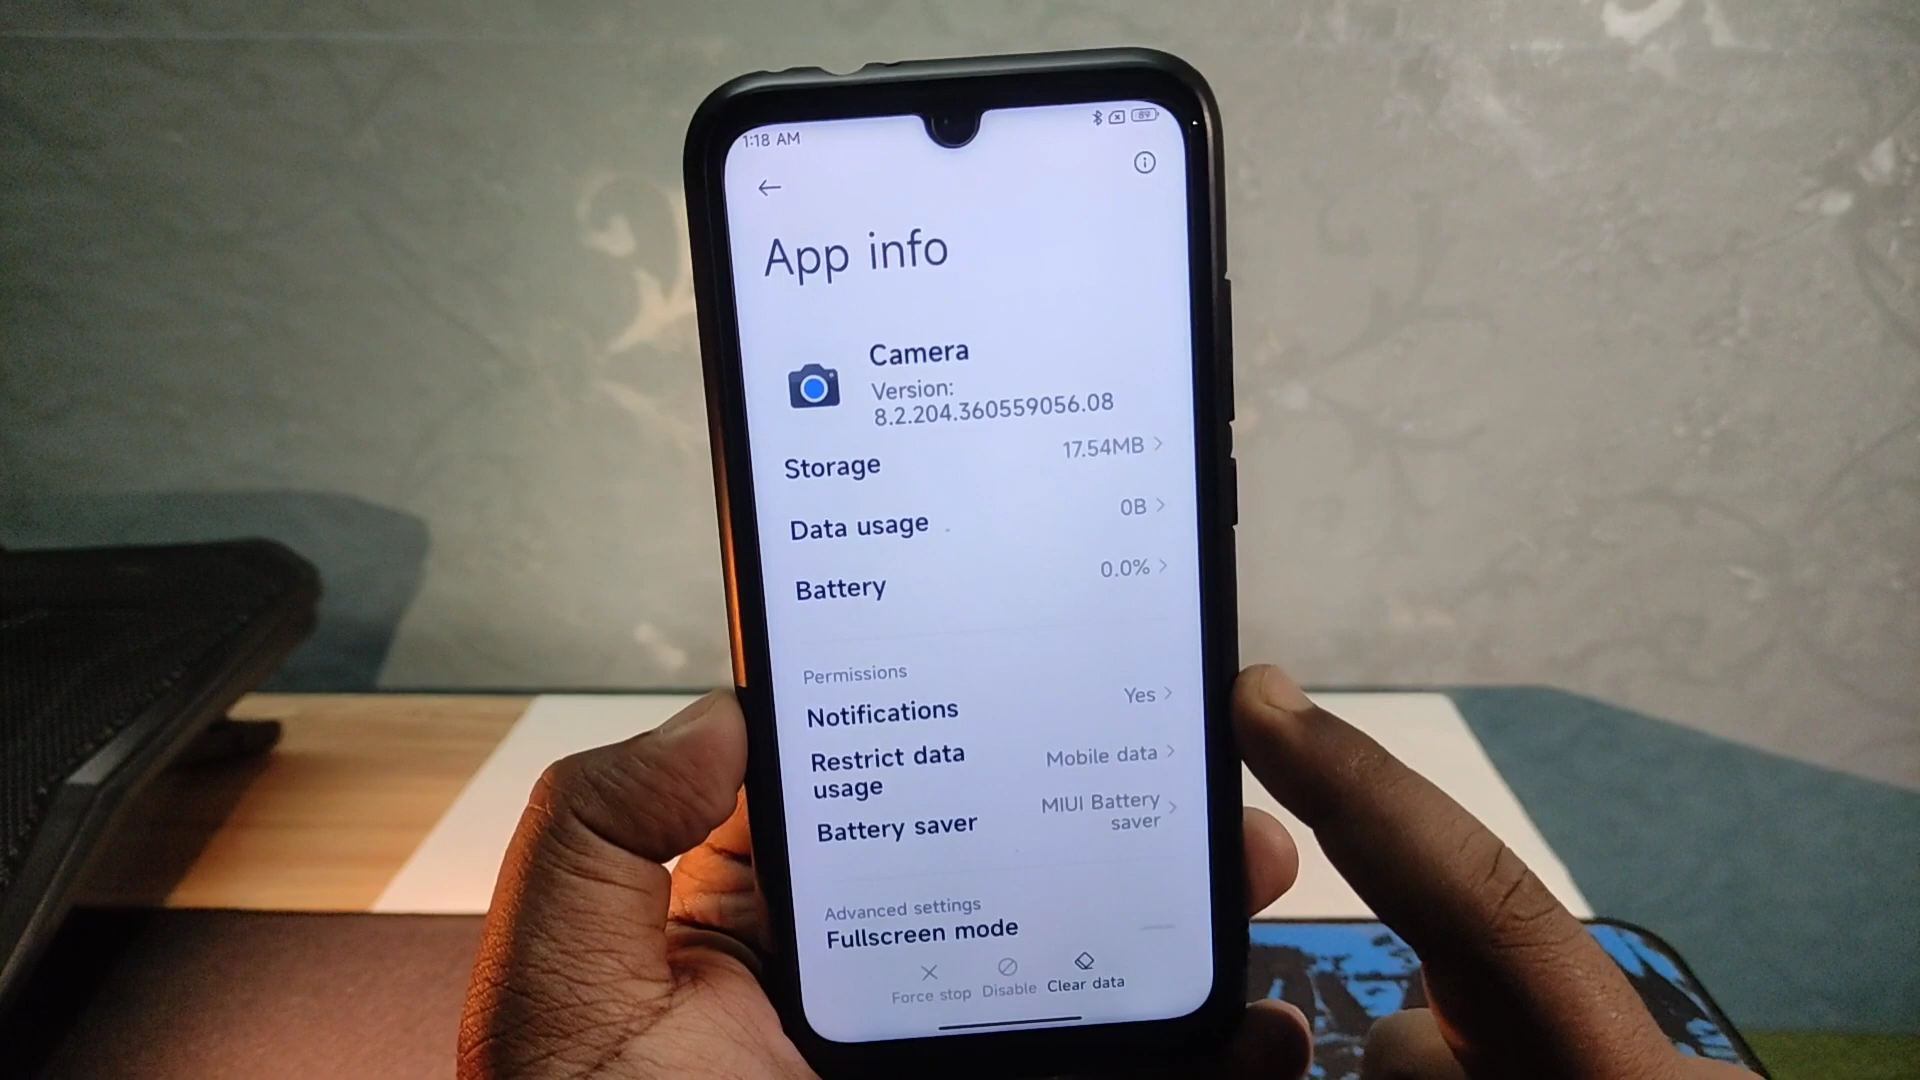 1:18 AM
89
App info
Camera
Version:
8.2.204.360559056.08
Storage
17.54MB
Data usage
0B
Battery
0.0%
Permissions
Notifications
Yes
Restrict data
usage
Mobile data
Battery saver
MIUI Battery
saver
Advanced settings
Fullscreen mode
Force stop
Disable
Clear data